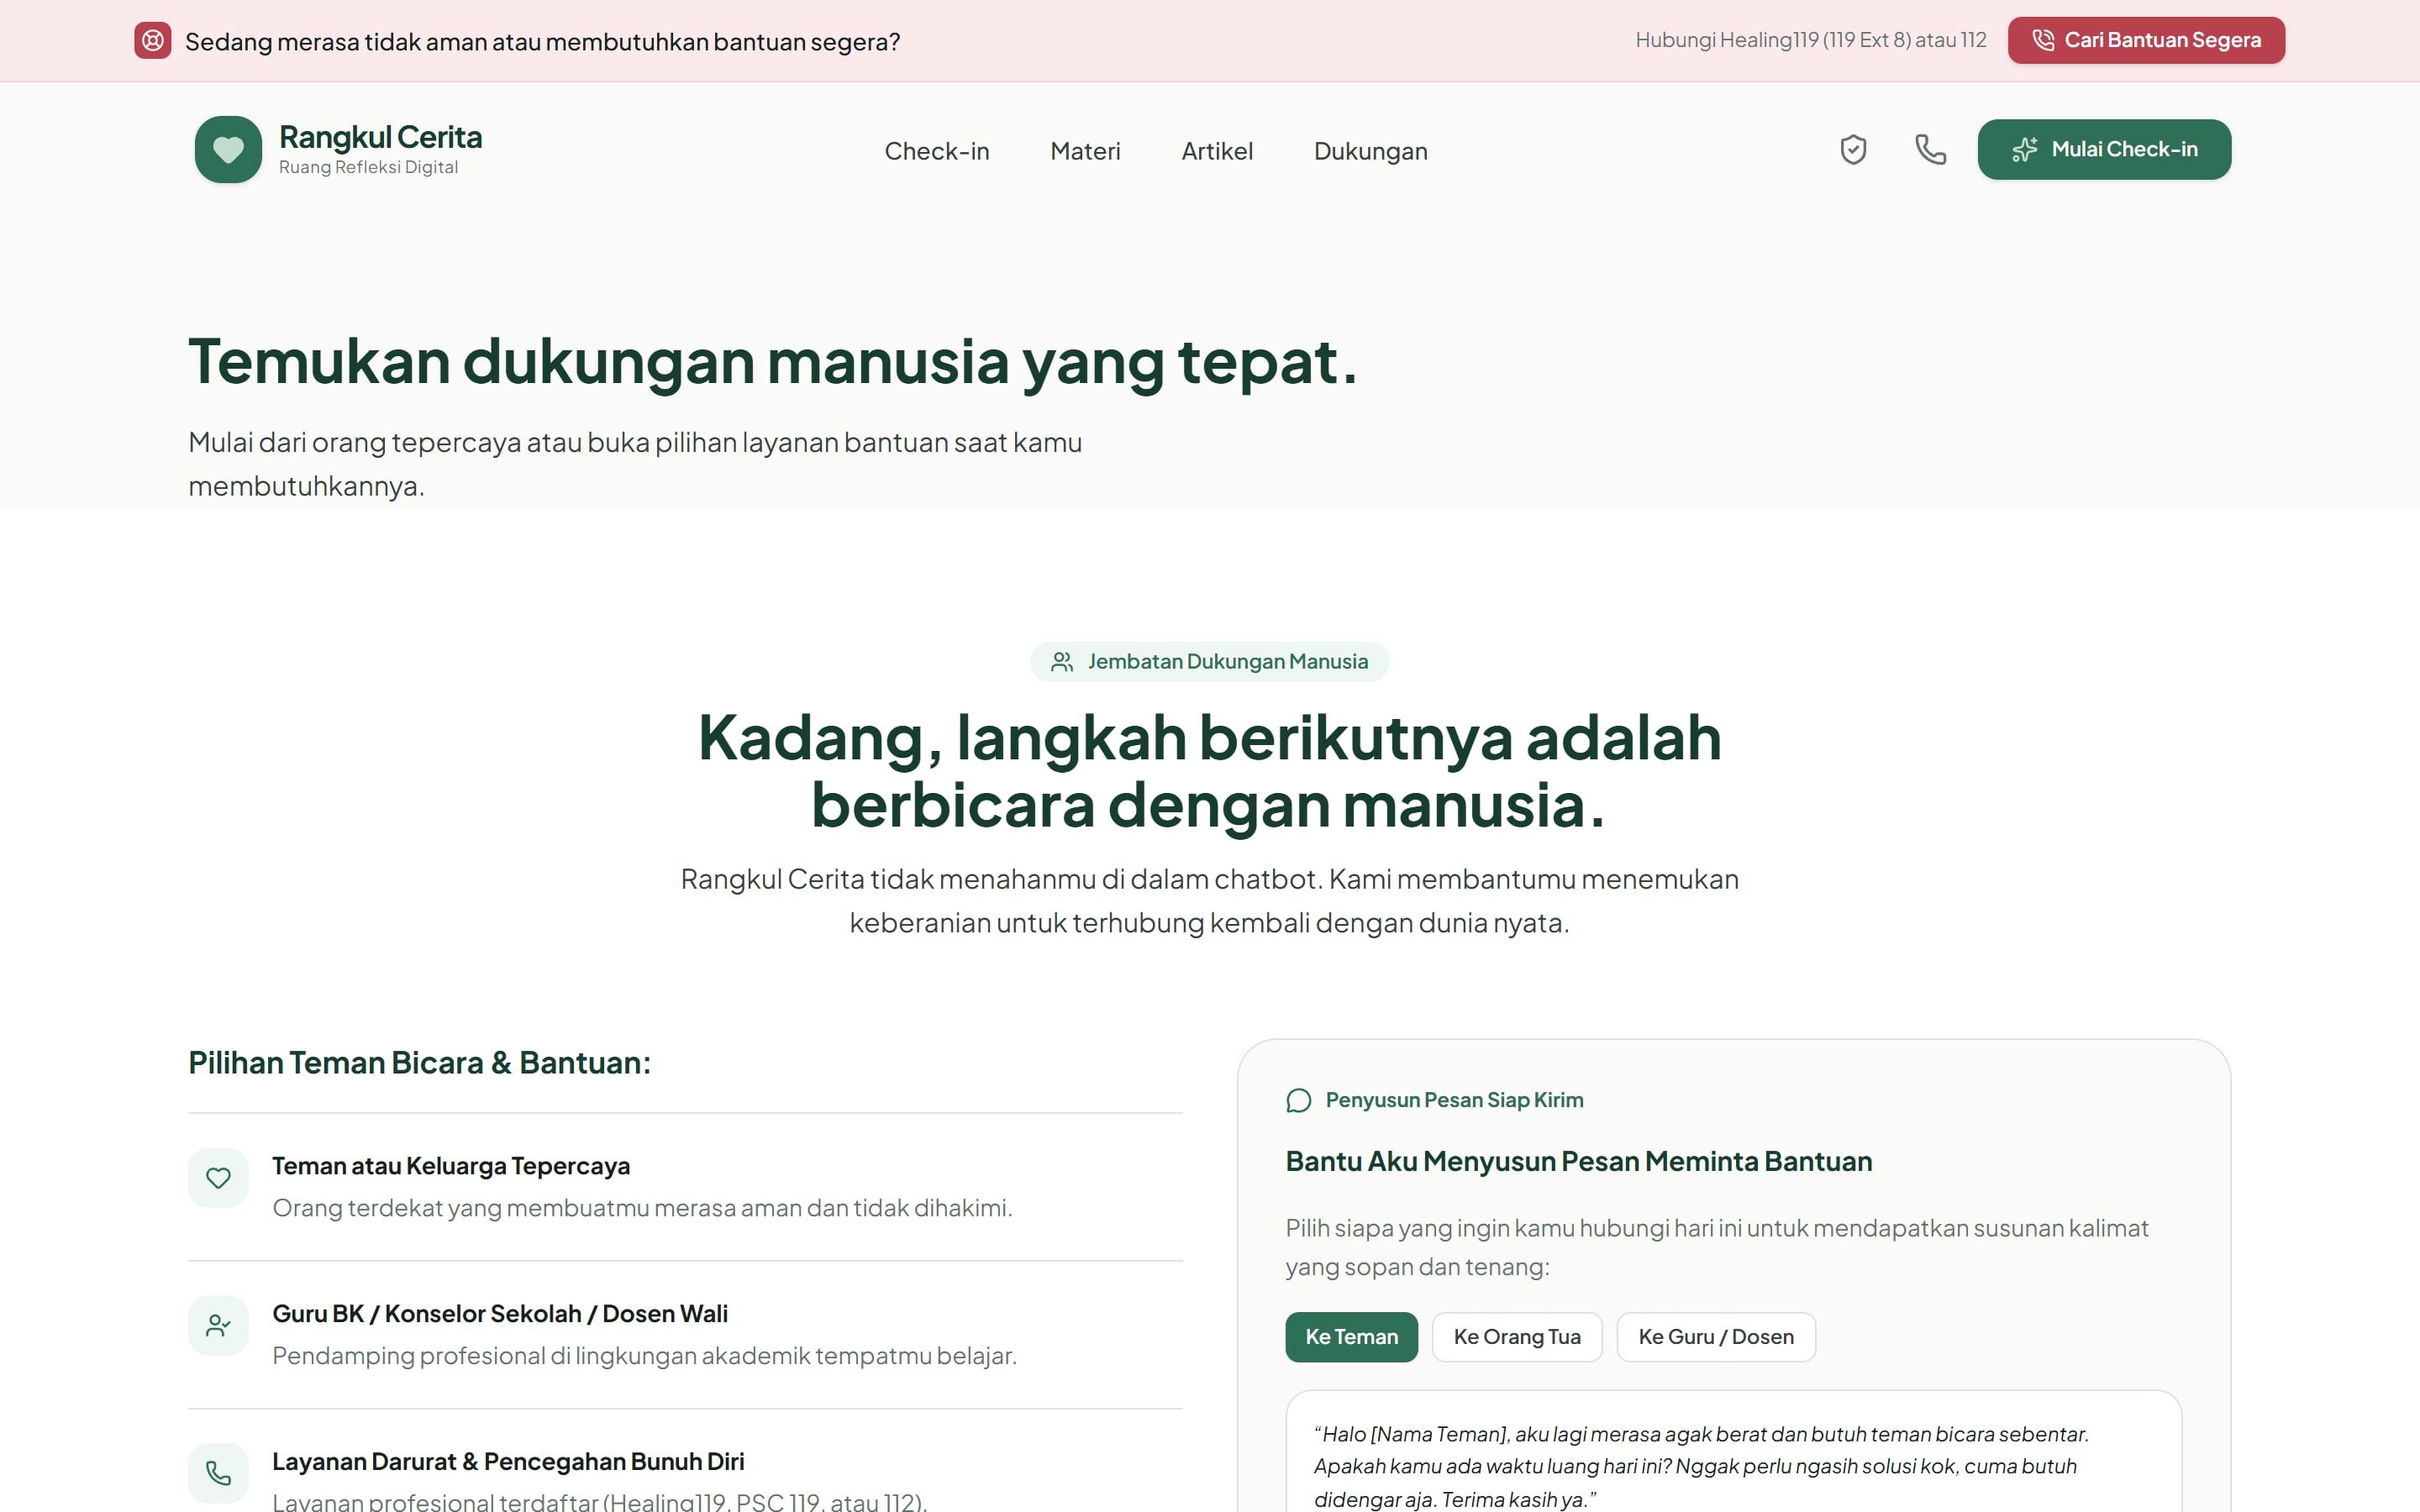 Sedang merasa tidak aman atau membutuhkan bantuan segera?
Hubungi Healing119 (119 Ext 8) atau 112
Cari Bantuan Segera
Rangkul Cerita
Ruang Refleksi Digital
Check-in
Materi
Artikel
Dukungan
Mulai Check-in
Temukan dukungan manusia yang tepat.
Mulai dari orang tepercaya atau buka pilihan layanan bantuan saat kamu
membutuhkannya.
Jembatan Dukungan Manusia
Kadang, langkah berikutnya adalah
berbicara dengan manusia.
Rangkul Cerita tidak menahanmu di dalam chatbot. Kami membantumu menemukan
keberanian untuk terhubung kembali dengan dunia nyata.
Pilihan Teman Bicara & Bantuan:
Teman atau Keluarga Tepercaya
Orang terdekat yang membuatmu merasa aman dan tidak dihakimi.
Guru BK / Konselor Sekolah / Dosen Wali
Pendamping profesional di lingkungan akademik tempatmu belajar.
Layanan Darurat & Pencegahan Bunuh Diri
Layanan profesional terdaftar (Healing119, PSC 119, atau 112).
Penyusun Pesan Siap Kirim
Bantu Aku Menyusun Pesan Meminta Bantuan
Pilih siapa yang ingin kamu hubungi hari ini untuk mendapatkan susunan kalimat
yang sopan dan tenang:
Ke Teman
Ke Orang Tua
Ke Guru / Dosen
“Halo [Nama Teman], aku lagi merasa agak berat dan butuh teman bicara sebentar.
Apakah kamu ada waktu luang hari ini? Nggak perlu ngasih solusi kok, cuma butuh
didengar aja. Terima kasih ya.”